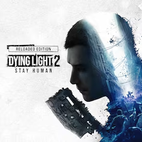 RELOADED EDITION
DYING LIGHT 2
STAY HUMAN